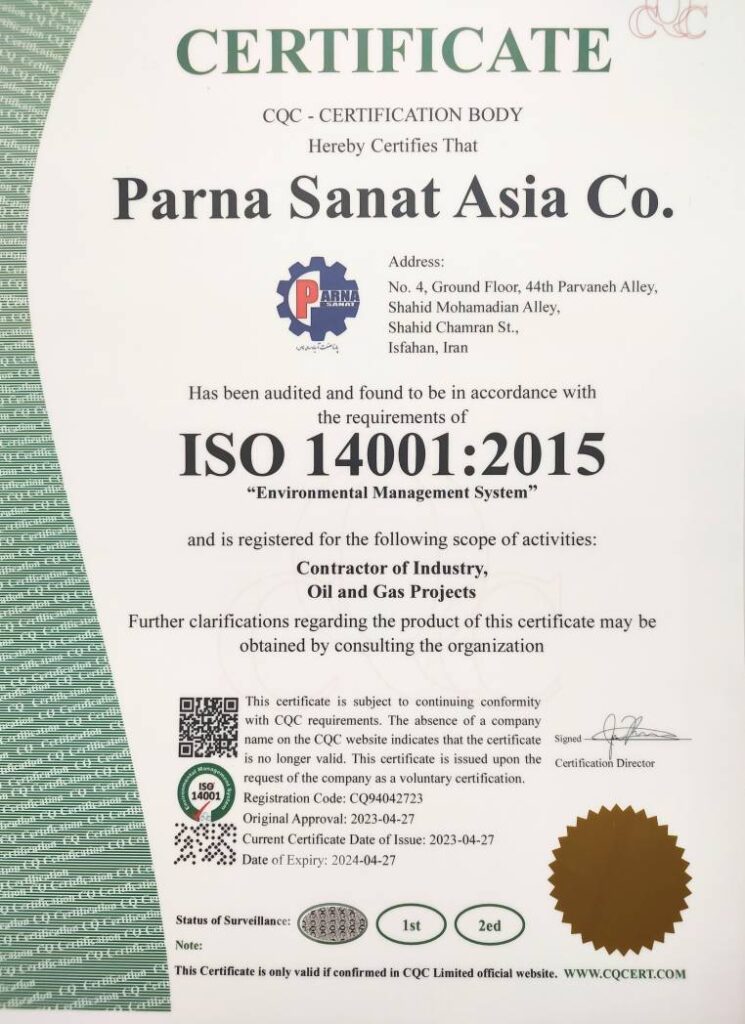 CQC
CERTIFICATE
CQC - CERTIFICATION BODY
Hereby Certifies That
Parna Sanat Asia Co.
PARNA
SANAT
Address:
No. 4, Ground Floor, 44th Parvaneh Alley,
Shahid Mohamadian Alley,
Shahid Chamran St.,
Isfahan, Iran
Has been audited and found to be in accordance with
the requirements of
ISO 14001:2015
“Environmental Management System”
and is registered for the following scope of activities:
Contractor of Industry,
Oil and Gas Projects
Further clarifications regarding the product of this certificate may be
obtained by consulting the organization
This certificate is subject to continuing conformity
with CQC requirements. The absence of a company
name on the CQC website indicates that the certificate
is no longer valid. This certificate is issued upon the
request of the company as a voluntary certification.
Signed
Certification Director
Environmental Management System
ISO
14001
Registration Code: CQ94042723
Original Approval: 2023-04-27
Current Certificate Date of Issue: 2023-04-27
Date of Expiry: 2024-04-27
Status of Surveillance:
1st
2ed
Note:
This Certificate is only valid if confirmed in CQC Limited official website. WWW.CQCERT.COM